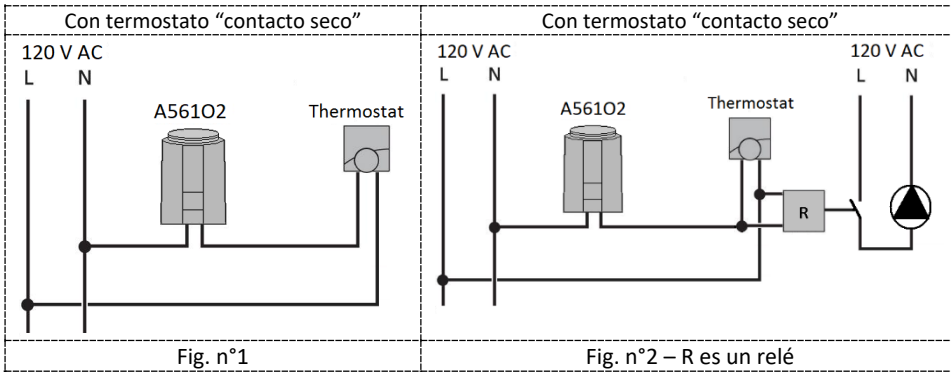 Con termostato “contacto seco”
120 V AC
L N
A561O2
Thermostat
Fig. n°1
Con termostato “contacto seco”
120 V AC
L N
A561O2
Thermostat
R
120 V AC
L N
Fig. n°2 – R es un relé